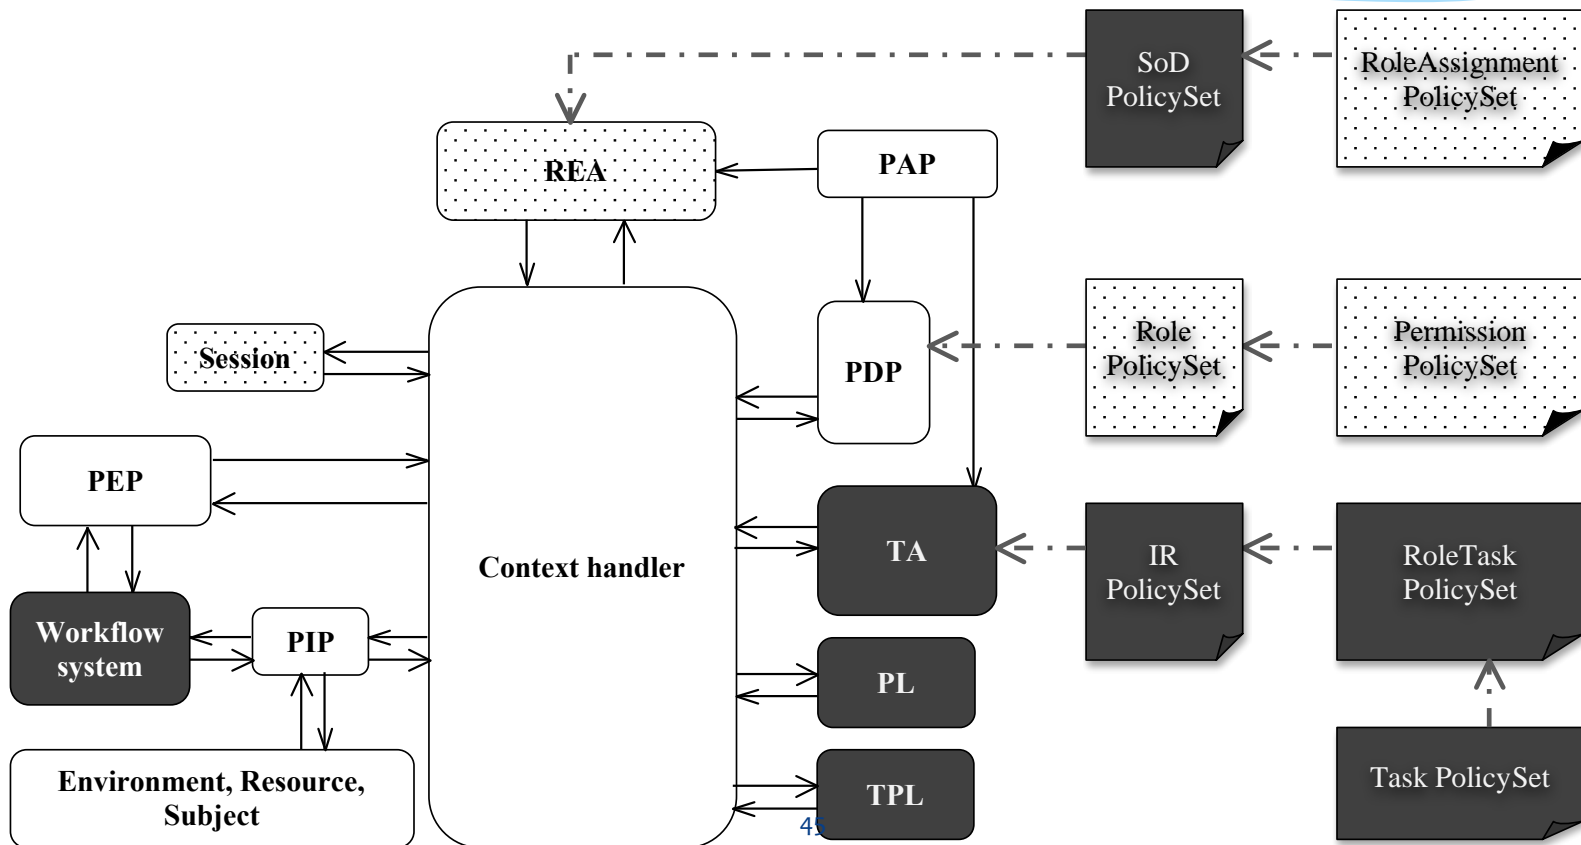 SoD
PolicySet
RoleAssignment
PolicySet
REA
PAP
Session
PDP
Role
PolicySet
Permission
PolicySet
PEP
Context handler
TA
IR
PolicySet
RoleTask
PolicySet
Workflow
system
PIP
PL
Environment, Resource,
Subject
TPL
Task PolicySet
45